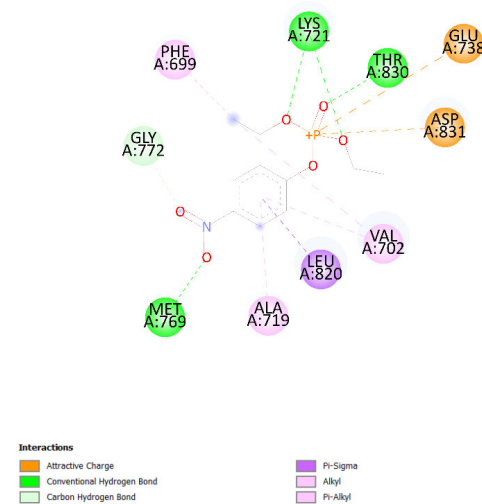 LYS
A:721
GLU
A:738
PHE
A:699
THR
A:830
O
O
+P
O
ASP
A:831
GLY
A:772
O
O
N
O
VAL
A:702
LEU
A:820
MET
A:769
ALA
A:719
Interactions
Attractive Charge
Conventional Hydrogen Bond
Carbon Hydrogen Bond
Pi-Sigma
Alkyl
Pi-Alkyl